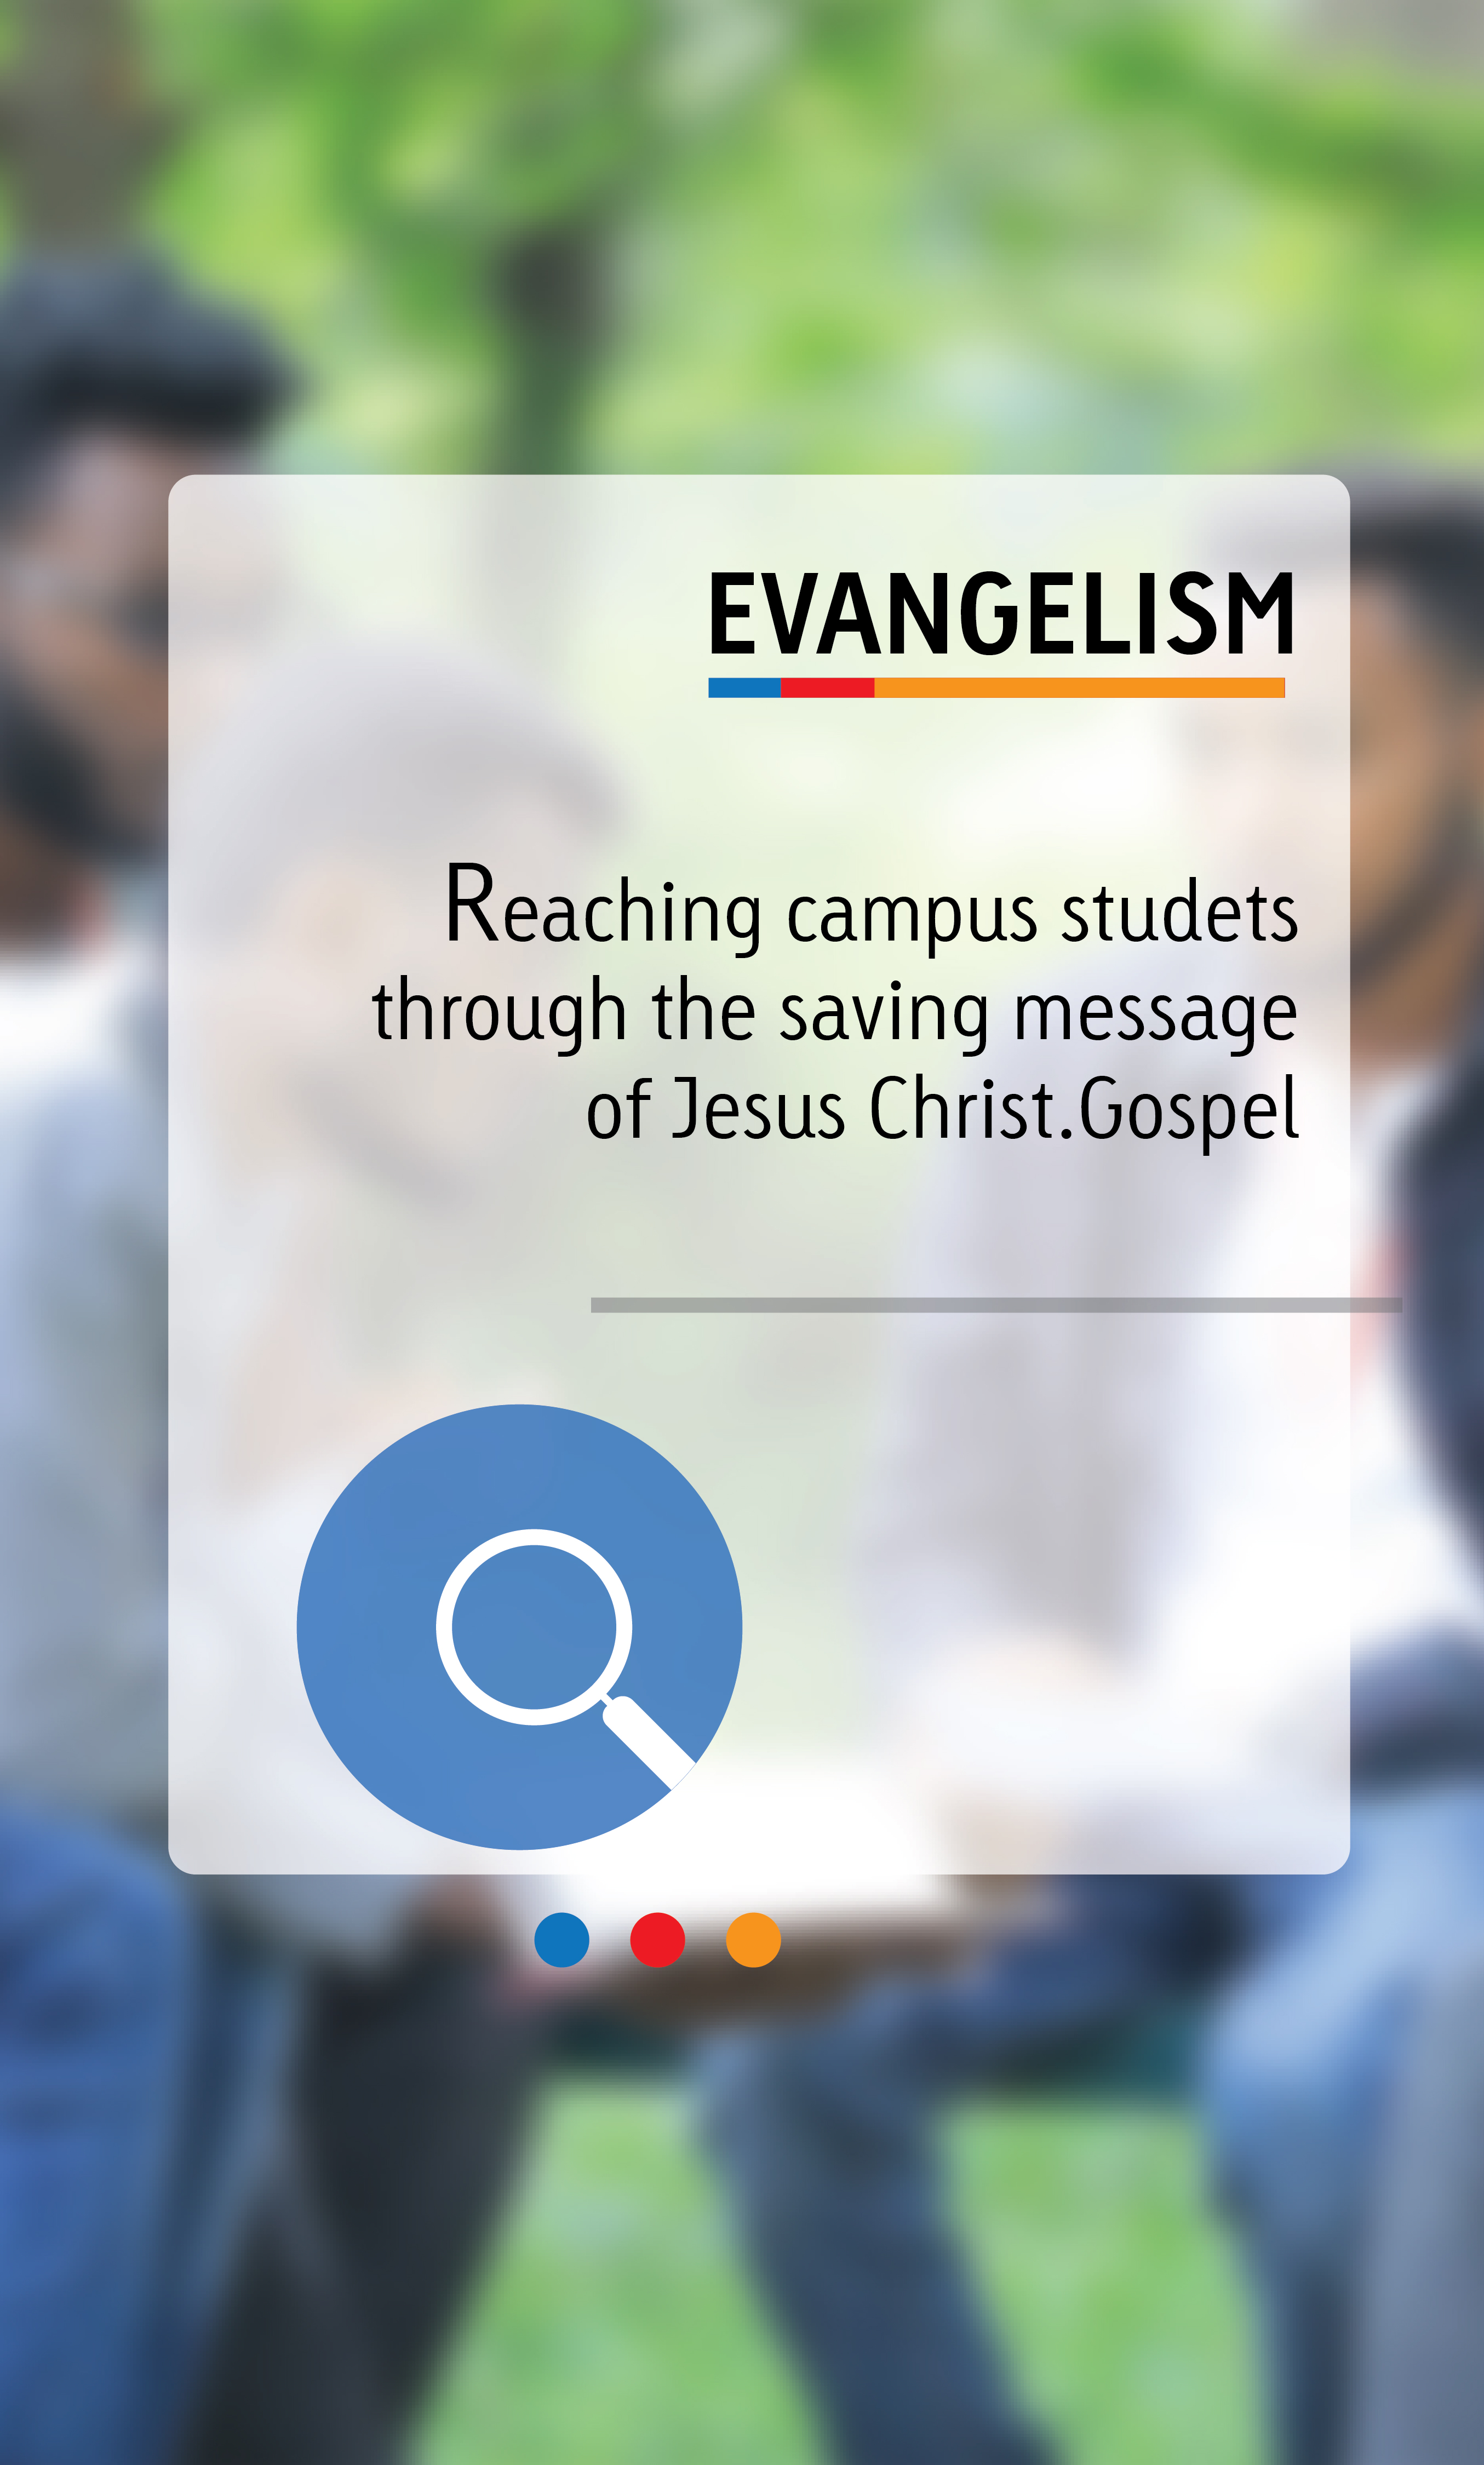 EVANGELISM
Reaching campus studets
through the saving message
of Jesus Christ.Gospel